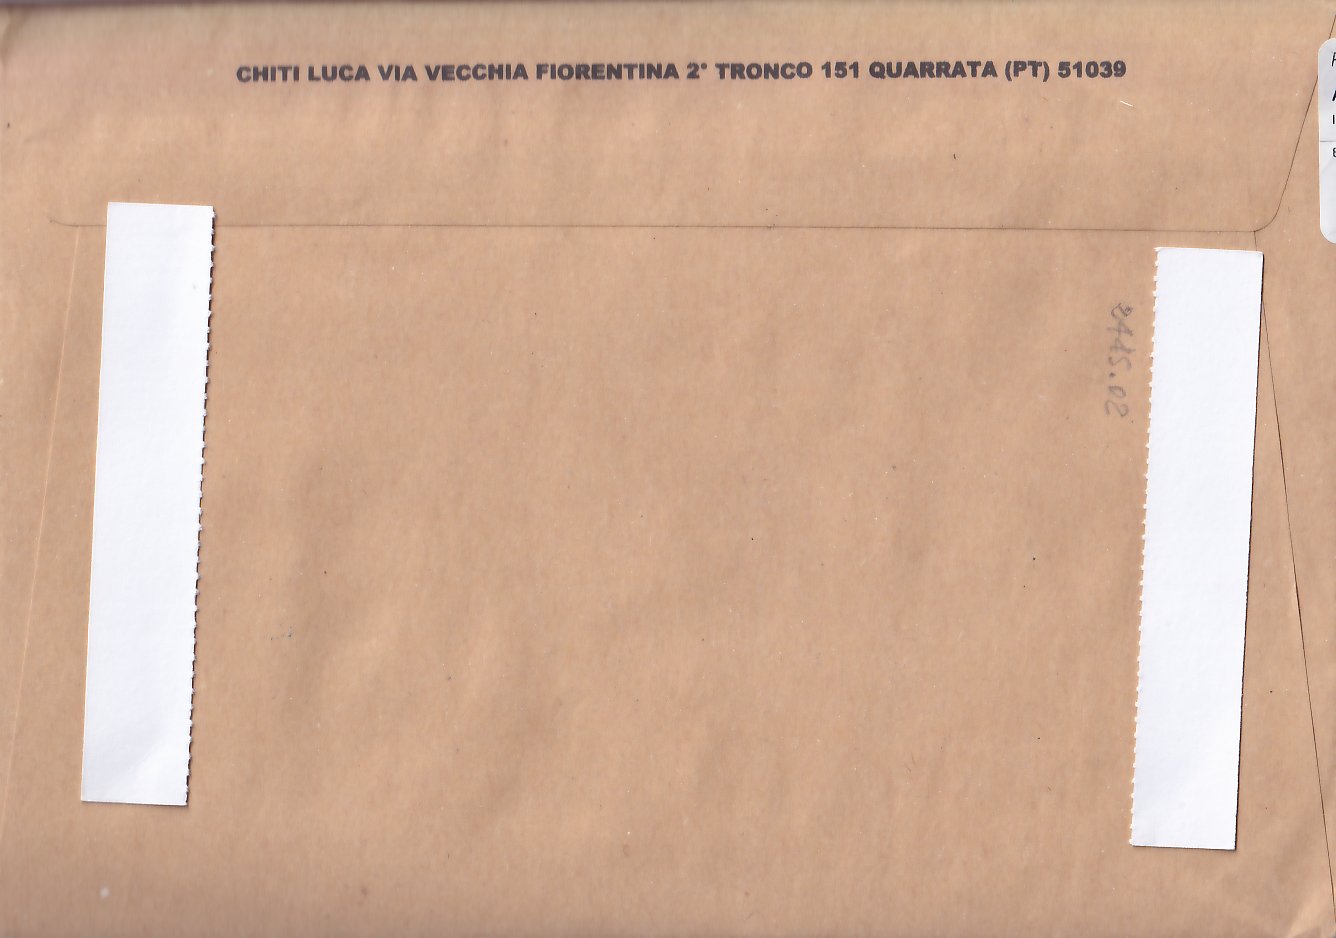 CHITI LUCA VIA VECCHIA FIORENTINA 2° TRONCO 151 QUARRATA (PT) 51039